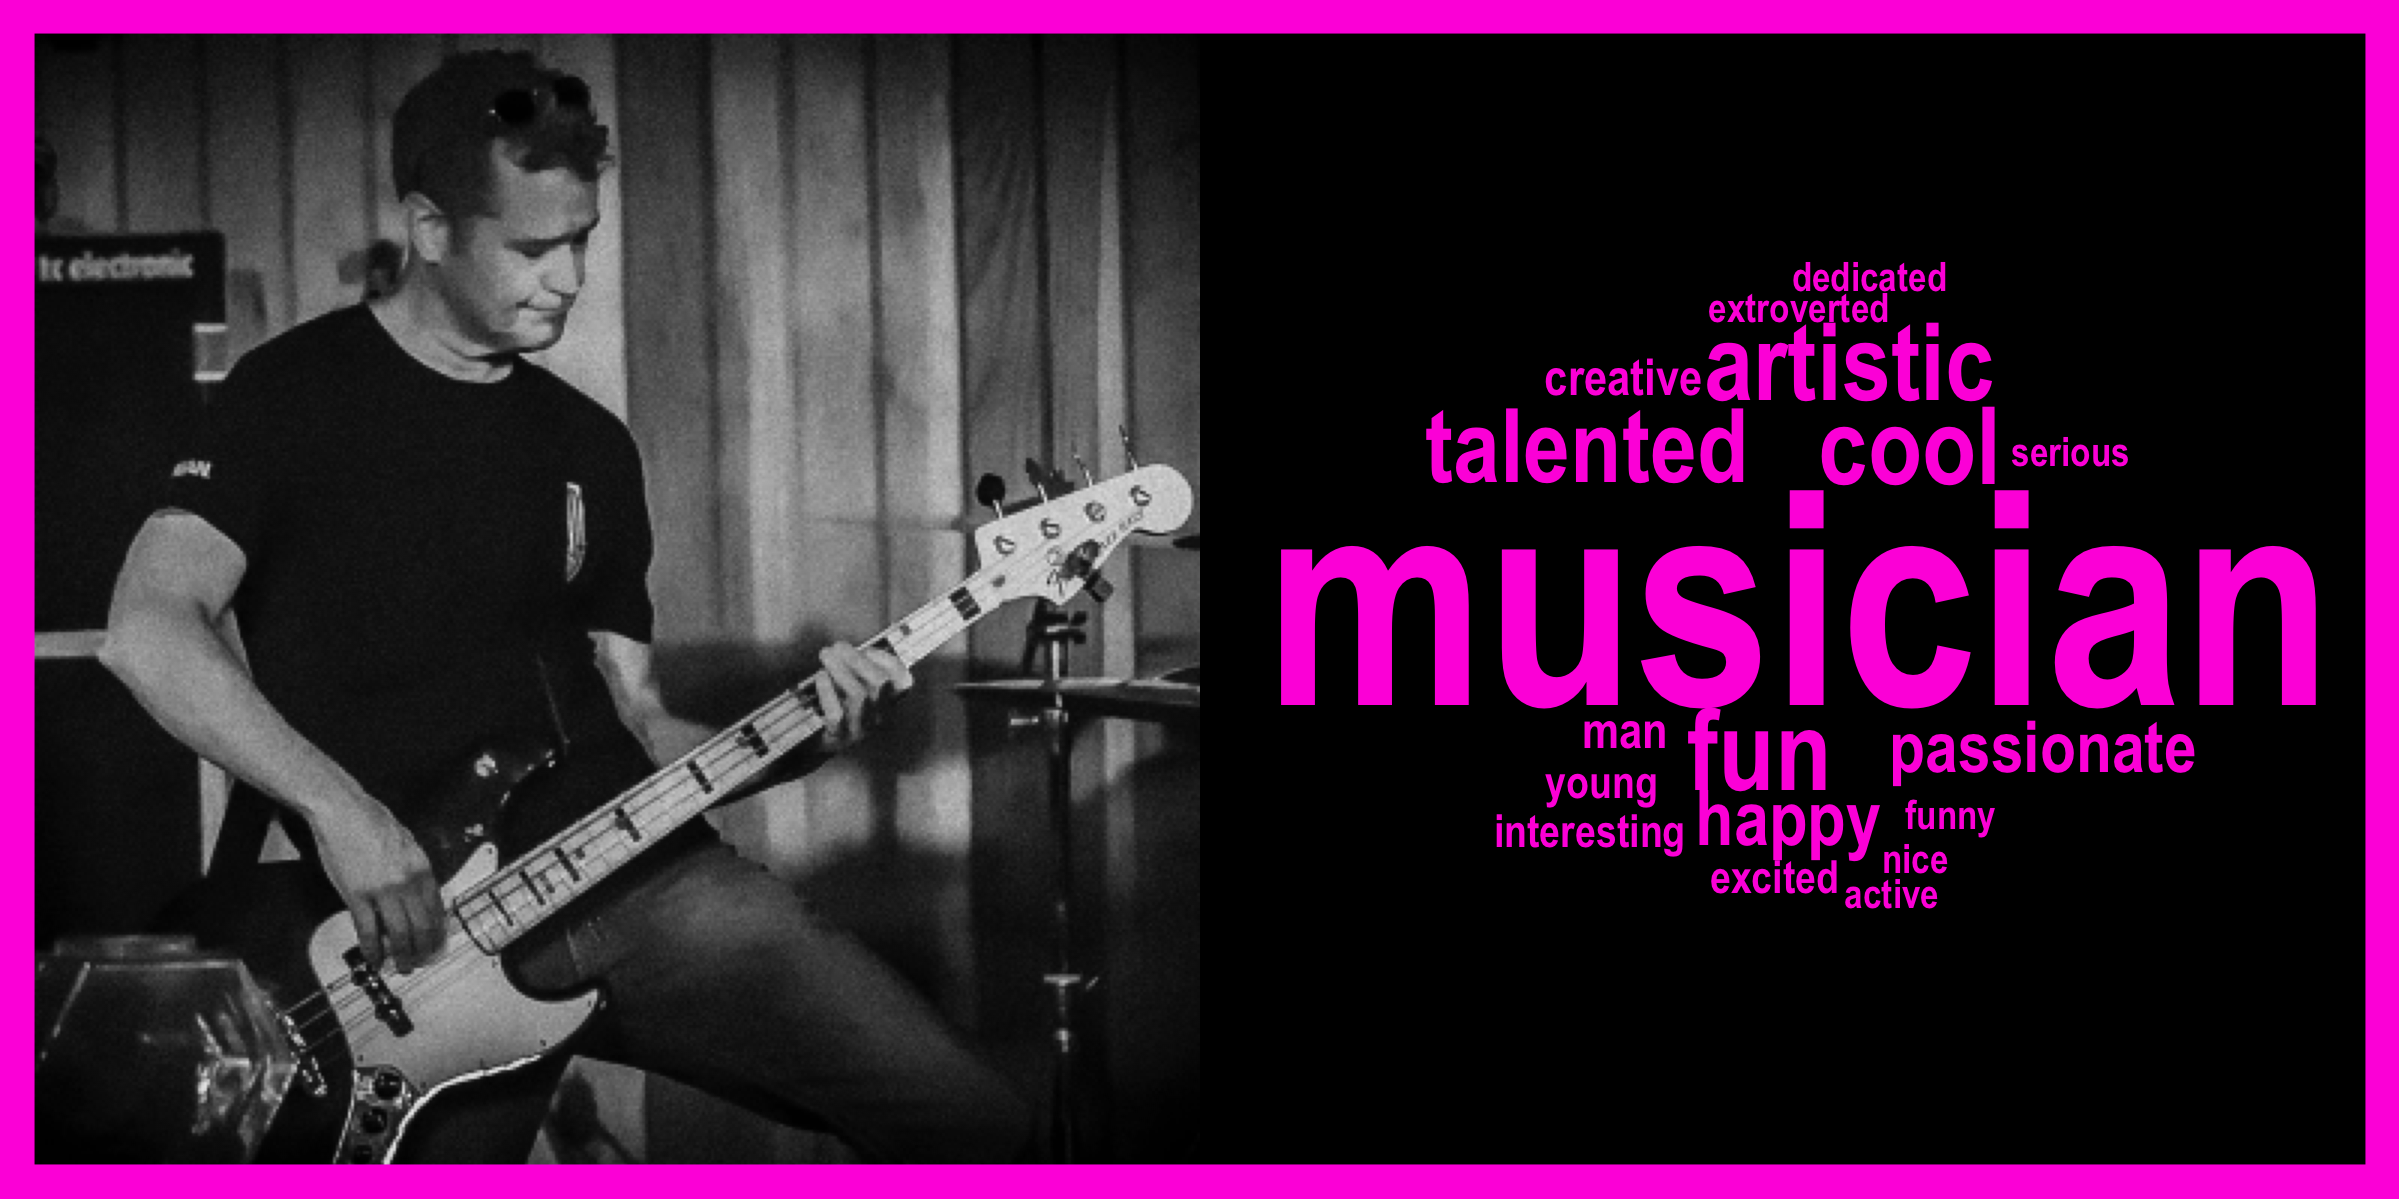 tc electronic
dedicated
extroverted
creative artistic
talented cool serious
musician
man fun passionate
young
interesting happy funny
nice
excited active